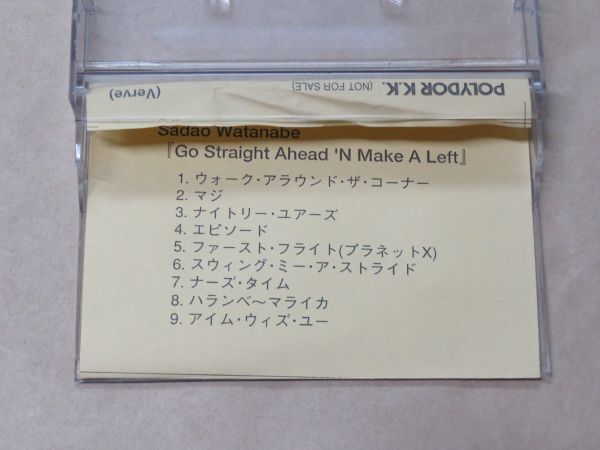 POLYDOR K.K. (NOT FOR SALE) (Verve)
Sadao Watanabe
『Go Straight Ahead 'N Make A Left』
1. ウォーク・アラウンド・ザ・コーナー
2. マジ
3. ナイトリー・ユアーズ
4. エピソード
5. ファースト・フライト(プラネットX)
6. スウィング・ミー・ア・ストライド
7. ナーズ・タイム
8. ハランベ〜マライカ
9. アイム・ウィズ・ユー